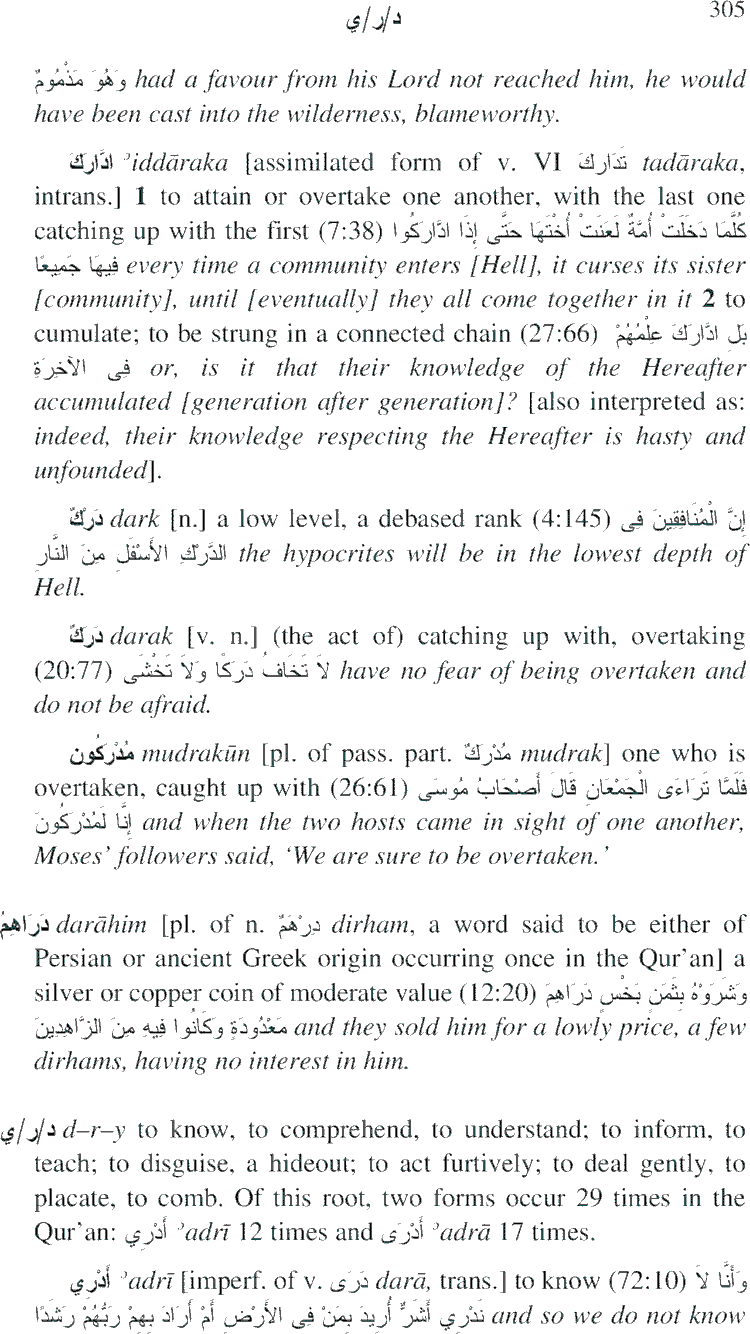 د/ر/ي 305
وَهُوَ مَذْمُومٌ had a favour from his Lord not reached him, he would
have been cast into the wilderness, blameworthy.
ادَّارَكَ ʾiddāraka [assimilated form of v. VI تَدَارَكَ tadāraka,
intrans.] 1 to attain or overtake one another, with the last one
catching up with the first (7:38) كُلَّمَا دَخَلَتْ أُمَّةٌ لَعَنَتْ أُخْتَهَا حَتَّى إِذَا ادَّارَكُوا
فِيهَا جَمِيعًا every time a community enters [Hell], it curses its sister
[community], until [eventually] they all come together in it 2 to
cumulate; to be strung in a connected chain (27:66) بَلِ ادَّارَكَ عِلْمُهُمْ
فِى الآخِرَةِ or, is it that their knowledge of the Hereafter
accumulated [generation after generation]? [also interpreted as:
indeed, their knowledge respecting the Hereafter is hasty and
unfounded].
دَرْكٌ dark [n.] a low level, a debased rank (4:145) إِنَّ الْمُنَافِقِينَ فِى
الدَّرْكِ الأَسْفَلِ مِنَ النَّارِ the hypocrites will be in the lowest depth of
Hell.
دَرَكٌ darak [v. n.] (the act of) catching up with, overtaking
(20:77) لاَ تَخَافُ دَرَكًا وَلاَ تَخْشَى have no fear of being overtaken and
do not be afraid.
مُدْرَكُون mudrakūn [pl. of pass. part. مُدْرَكٌ mudrak] one who is
overtaken, caught up with (26:61) فَلَمَّا تَرَاءَى الْجَمْعَانِ قَالَ أَصْحَابُ مُوسَى
إِنَّا لَمُدْرَكُونَ and when the two hosts came in sight of one another,
Moses’ followers said, ‘We are sure to be overtaken.’
دَرَاهِمُ darāhim [pl. of n. دِرْهَمٌ dirham, a word said to be either of
Persian or ancient Greek origin occurring once in the Qur’an] a
silver or copper coin of moderate value (12:20) وَشَرَوْهُ بِثَمَنٍ بَخْسٍ دَرَاهِمَ
مَعْدُودَةٍ وَكَانُوا فِيهِ مِنَ الزَّاهِدِينَ and they sold him for a lowly price, a few
dirhams, having no interest in him.
د/ر/ي d–r–y to know, to comprehend, to understand; to inform, to
teach; to disguise, a hideout; to act furtively; to deal gently, to
placate, to comb. Of this root, two forms occur 29 times in the
Qur’an: أَدْرِي ʾadrī 12 times and أَدْرَى ʾadrā 17 times.
أَدْرِي ʾadrī [imperf. of v. دَرَى darā, trans.] to know (72:10) وَأَنَّا لاَ
نَدْرِي أَشَرٌّ أُرِيدَ بِمَنْ فِى الأَرْضِ أَمْ أَرَادَ بِهِمْ رَبُّهُمْ رَشَدًا and so we do not know